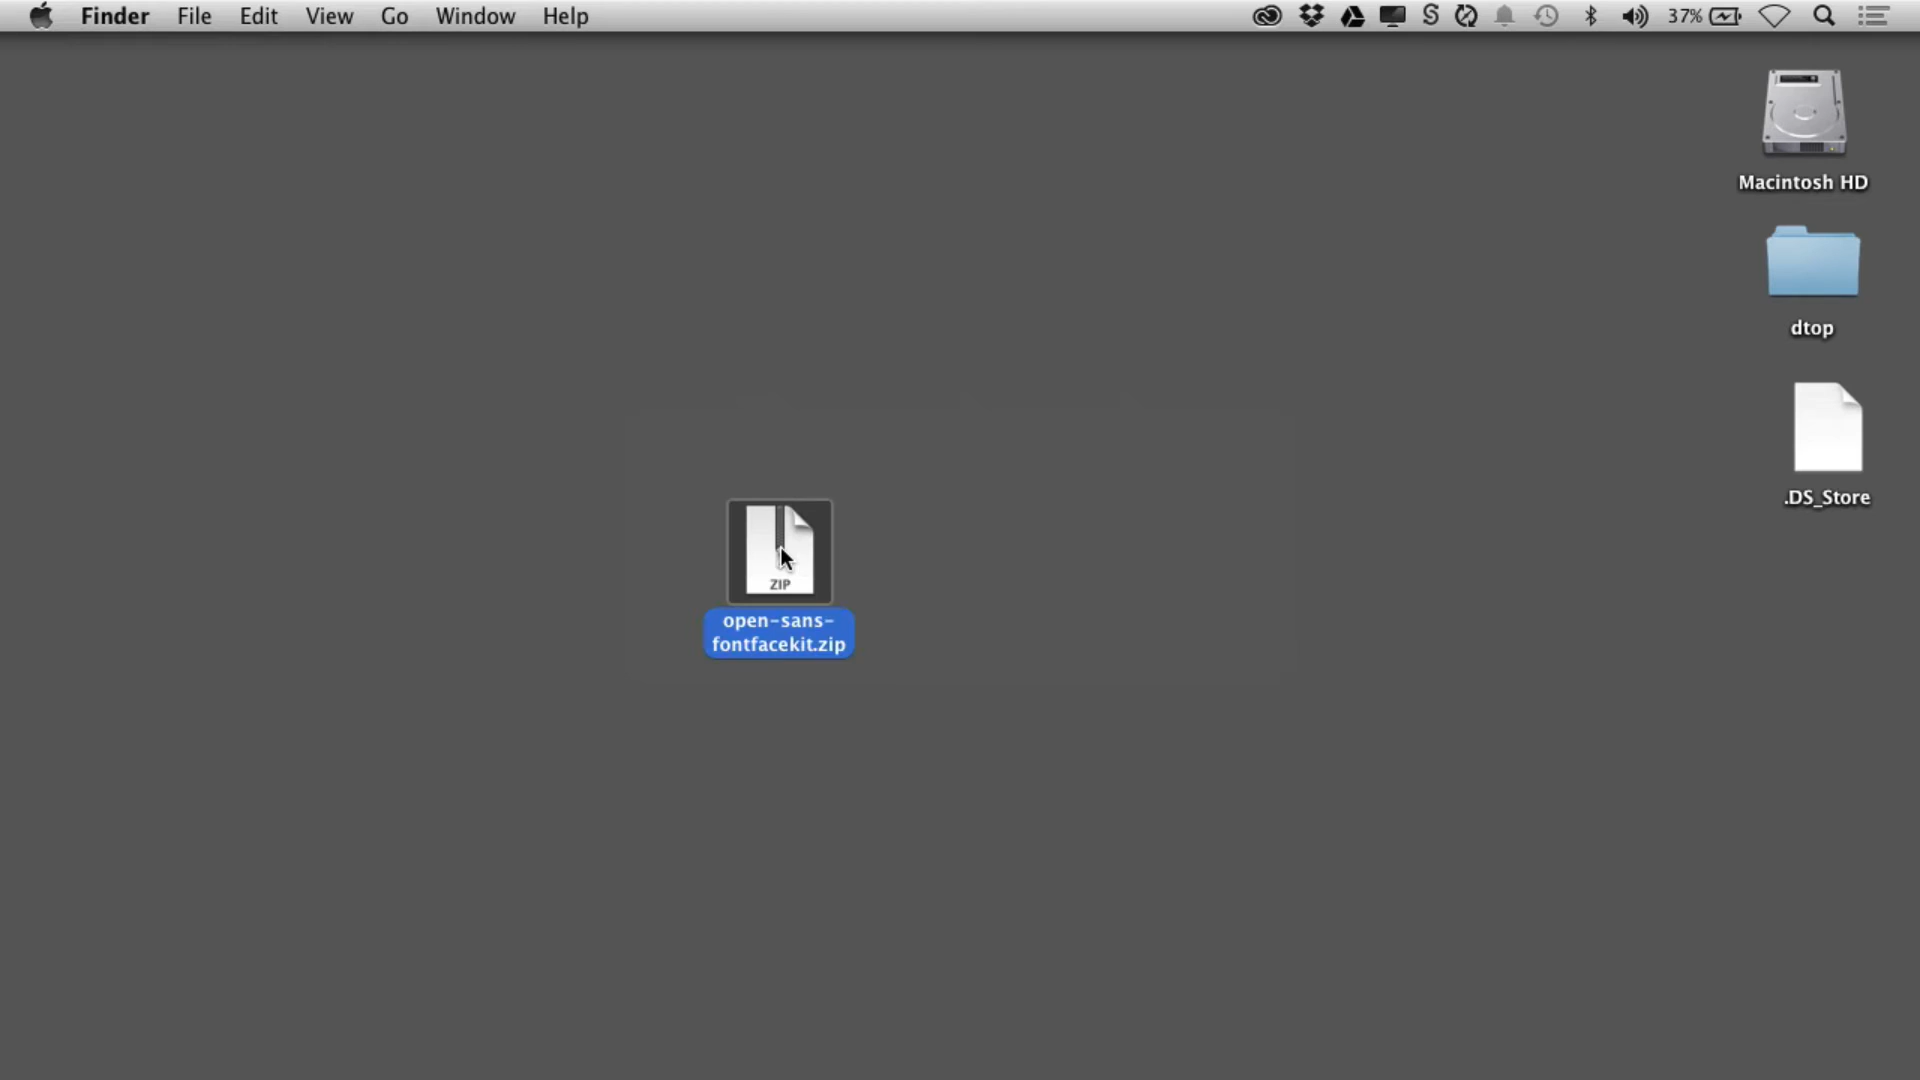 Finder File Edit View Go Window Help 37%
Macintosh HD
dtop
.DS_Store
ZIP
open-sans-
fontfacekit.zip